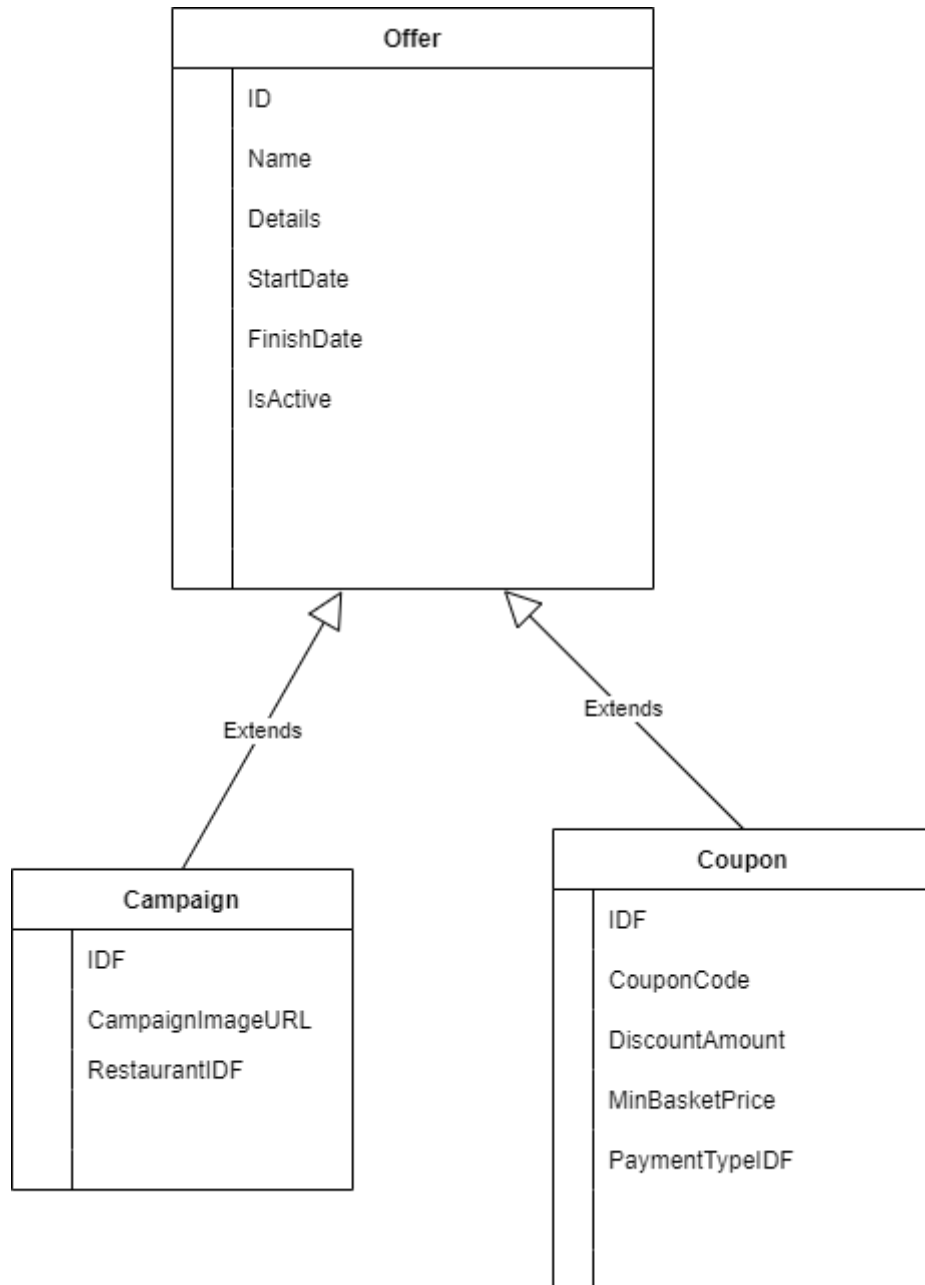 Offer
ID
Name
Details
StartDate
FinishDate
IsActive
Extends
Extends
Campaign
IDF
CampaignImageURL
RestaurantIDF
Coupon
IDF
CouponCode
DiscountAmount
MinBasketPrice
PaymentTypeIDF